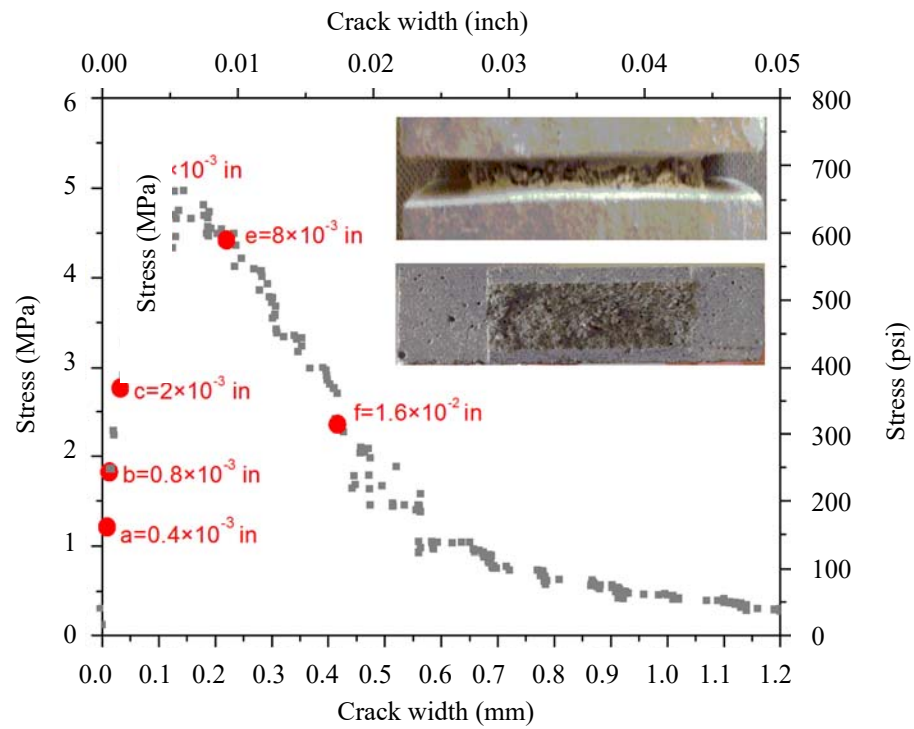 Crack width (inch)
0.00 0.01 0.02 0.03 0.04 0.05
6 800
700
×10⁻³ in
5
Stress (MPa)
e=8×10⁻³ in
600
4
500
Stress (MPa)
Stress (psi)
3 400
c=2×10⁻³ in
f=1.6×10⁻² in
300
2
b=0.8×10⁻³ in
200
a=0.4×10⁻³ in
1
100
0 0
0.0 0.1 0.2 0.3 0.4 0.5 0.6 0.7 0.8 0.9 1.0 1.1 1.2
Crack width (mm)